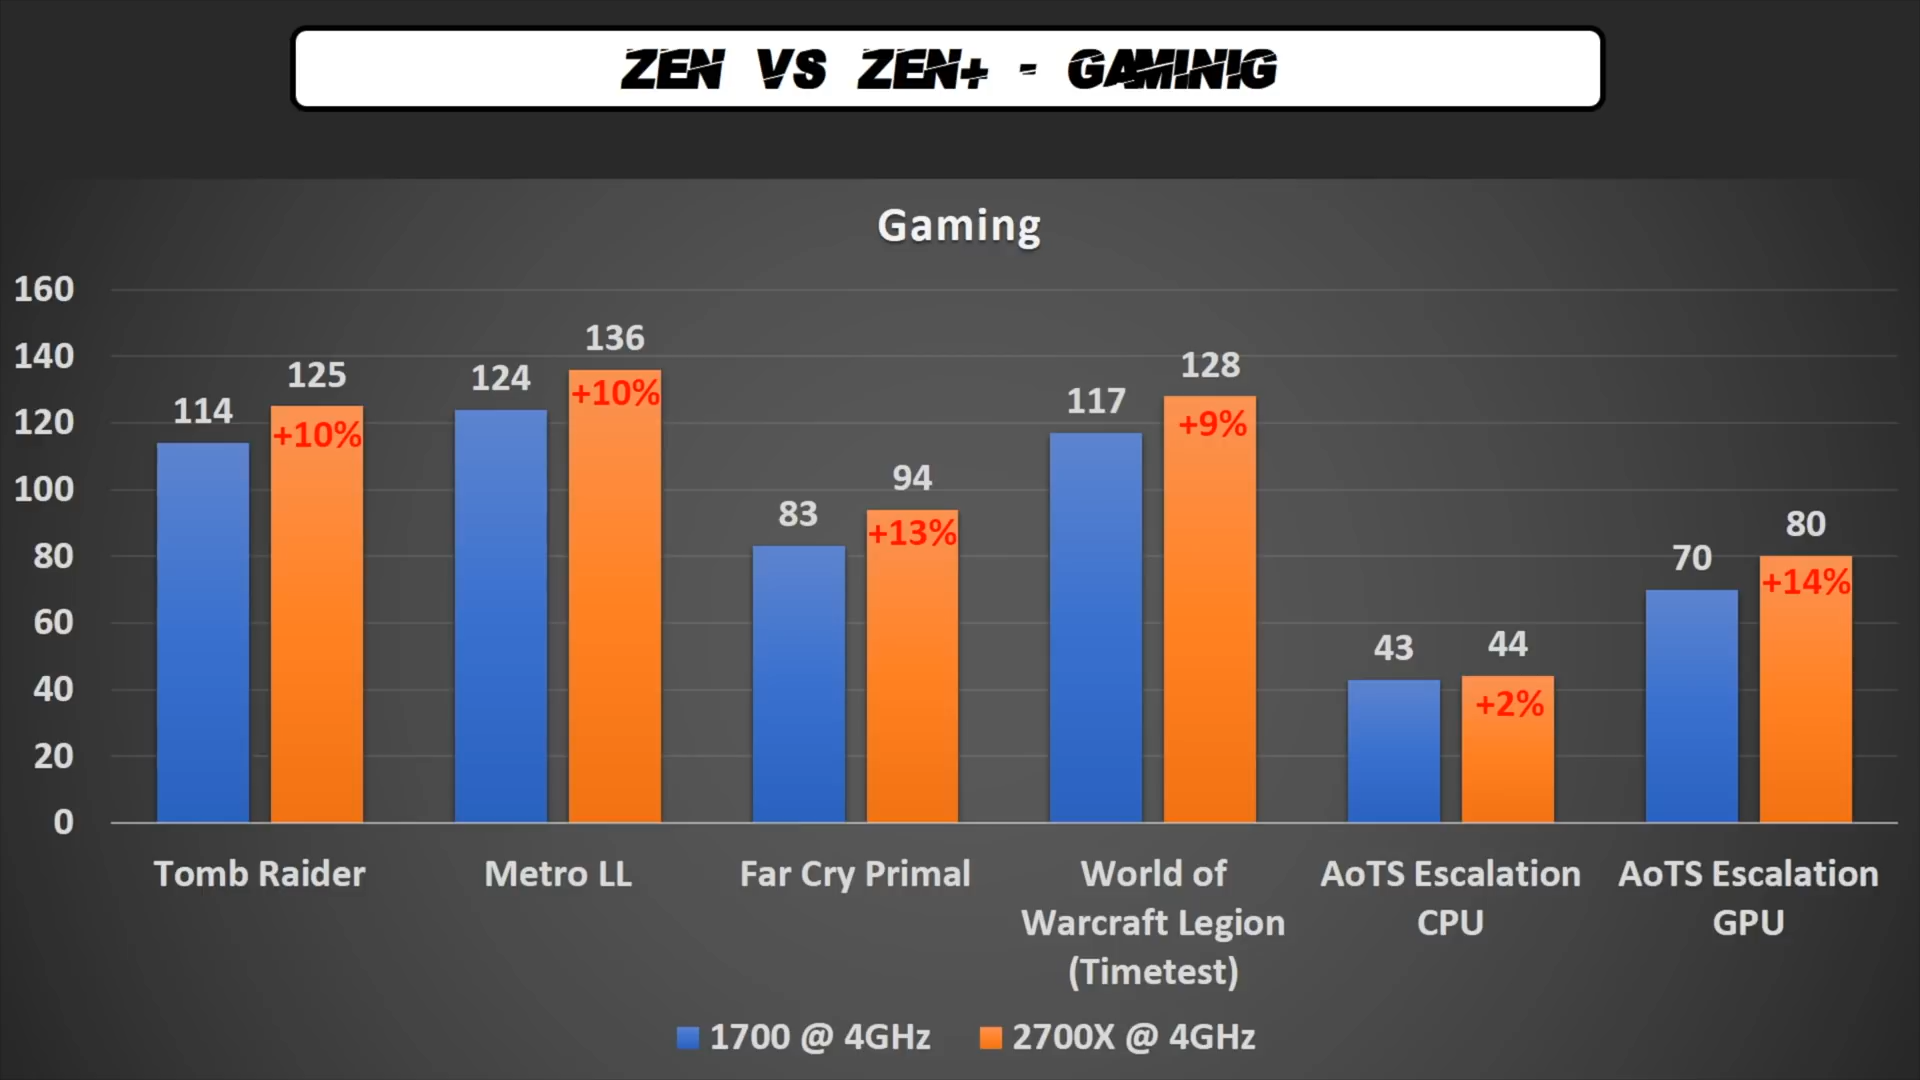 ZEN VS ZEN+ - GAMINIG
Gaming
160
140
120
100
80
60
40
20
0
114
125
+10%
124
136
+10%
83
94
+13%
117
128
+9%
43
44
+2%
70
80
+14%
Tomb Raider
Metro LL
Far Cry Primal
World of
Warcraft Legion
(Timetest)
AoTS Escalation
CPU
AoTS Escalation
GPU
1700 @ 4GHz
2700X @ 4GHz